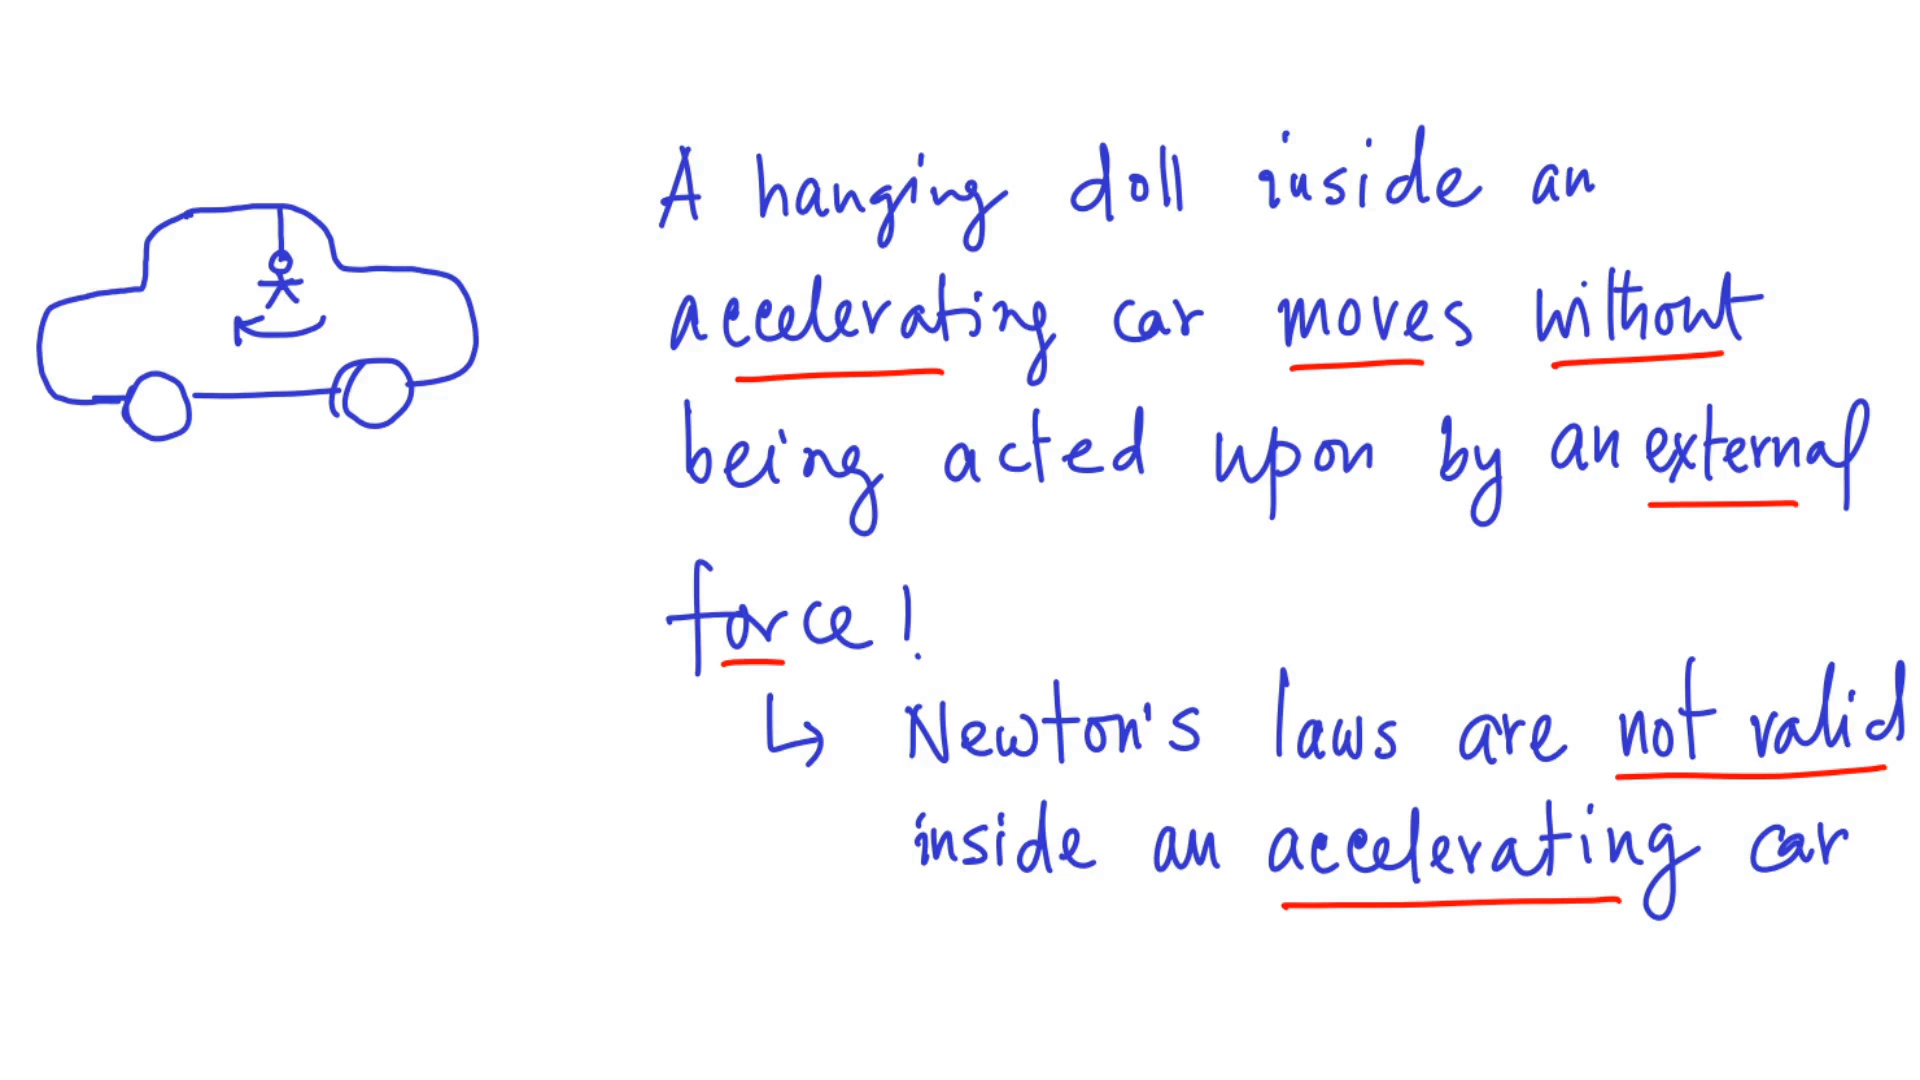 A hanging doll inside an
accelerating car moves without
being acted upon by an external
force!
↳ Newton's laws are not valid
inside an accelerating car